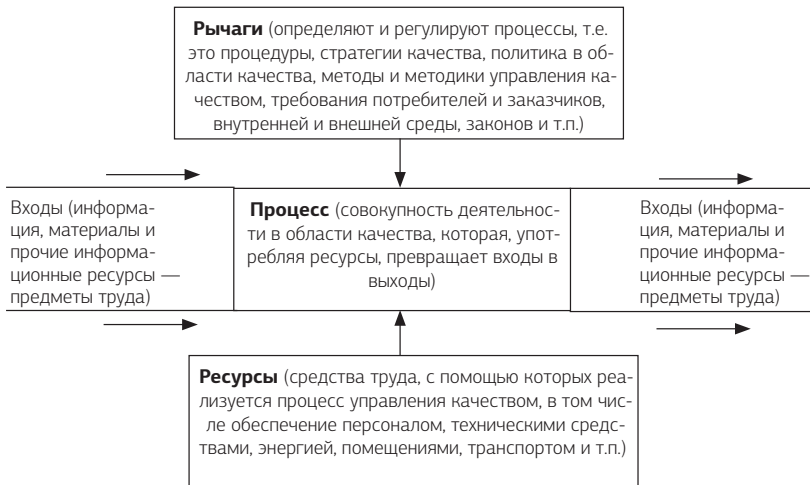 Рычаги (определяют и регулируют процессы, т.е.
это процедуры, стратегии качества, политика в об-
ласти качества, методы и методики управления ка-
чеством, требования потребителей и заказчиков,
внутренней и внешней среды, законов и т.п.)
Входы (информа-
ция, материалы и
прочие информа-
ционные ресурсы —
предметы труда)
Процесс (совокупность деятельнос-
ти в области качества, которая, упот-
ребляя ресурсы, превращает входы в
выходы)
Входы (информа-
ция, материалы и
прочие информа-
ционные ресурсы —
предметы труда)
Ресурсы (средства труда, с помощью которых реа-
лизуется процесс управления качеством, в том чис-
ле обеспечение персоналом, техническими средст-
вами, энергией, помещениями, транспортом и т.п.)